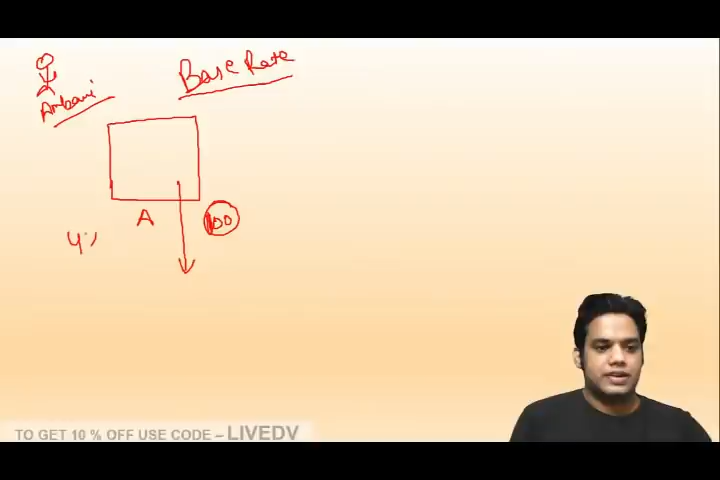 Base Rate
Ambani
A
100
4%
TO GET 10 % OFF USE CODE – LIVEDV